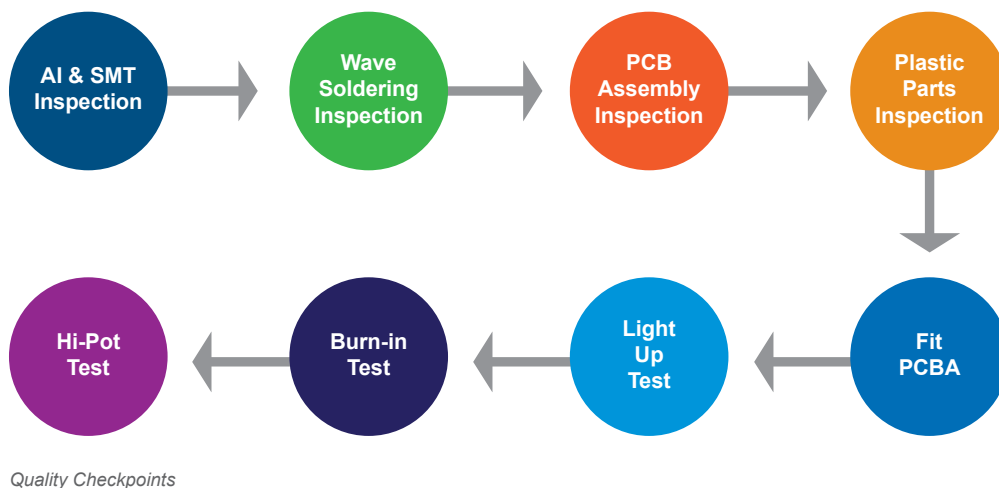 AI & SMT
Inspection
Wave
Soldering
Inspection
PCB
Assembly
Inspection
Plastic
Parts
Inspection
Fit
PCBA
Light
Up
Test
Burn-in
Test
Hi-Pot
Test
Quality Checkpoints